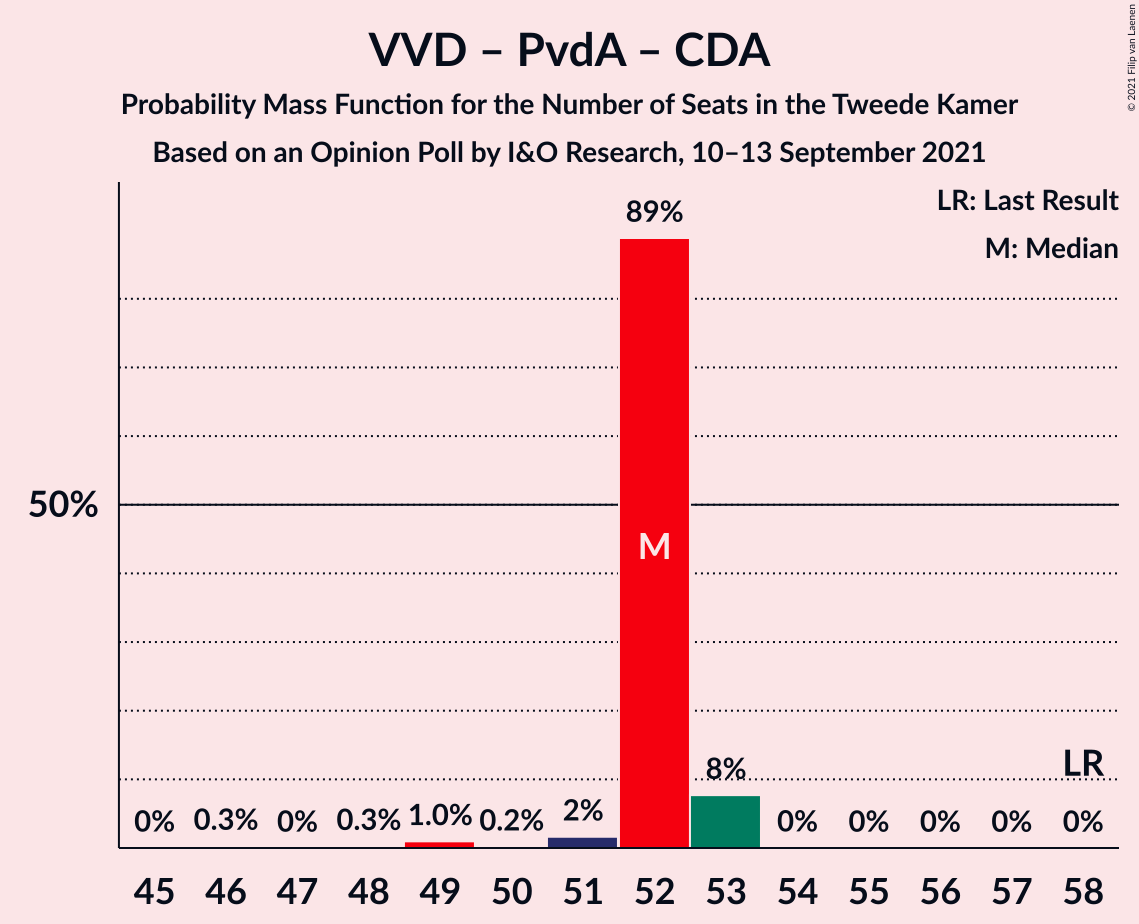 VVD – PvdA – CDA
Probability Mass Function for the Number of Seats in the Tweede Kamer
Based on an Opinion Poll by I&O Research, 10–13 September 2021
© 2021 Filip van Laenen
LR: Last Result
M: Median
50%
0% 0.3% 0% 0.3% 1.0% 0.2% 2% 89% 8% 0% 0% 0% 0% 0%
M
LR
45 46 47 48 49 50 51 52 53 54 55 56 57 58